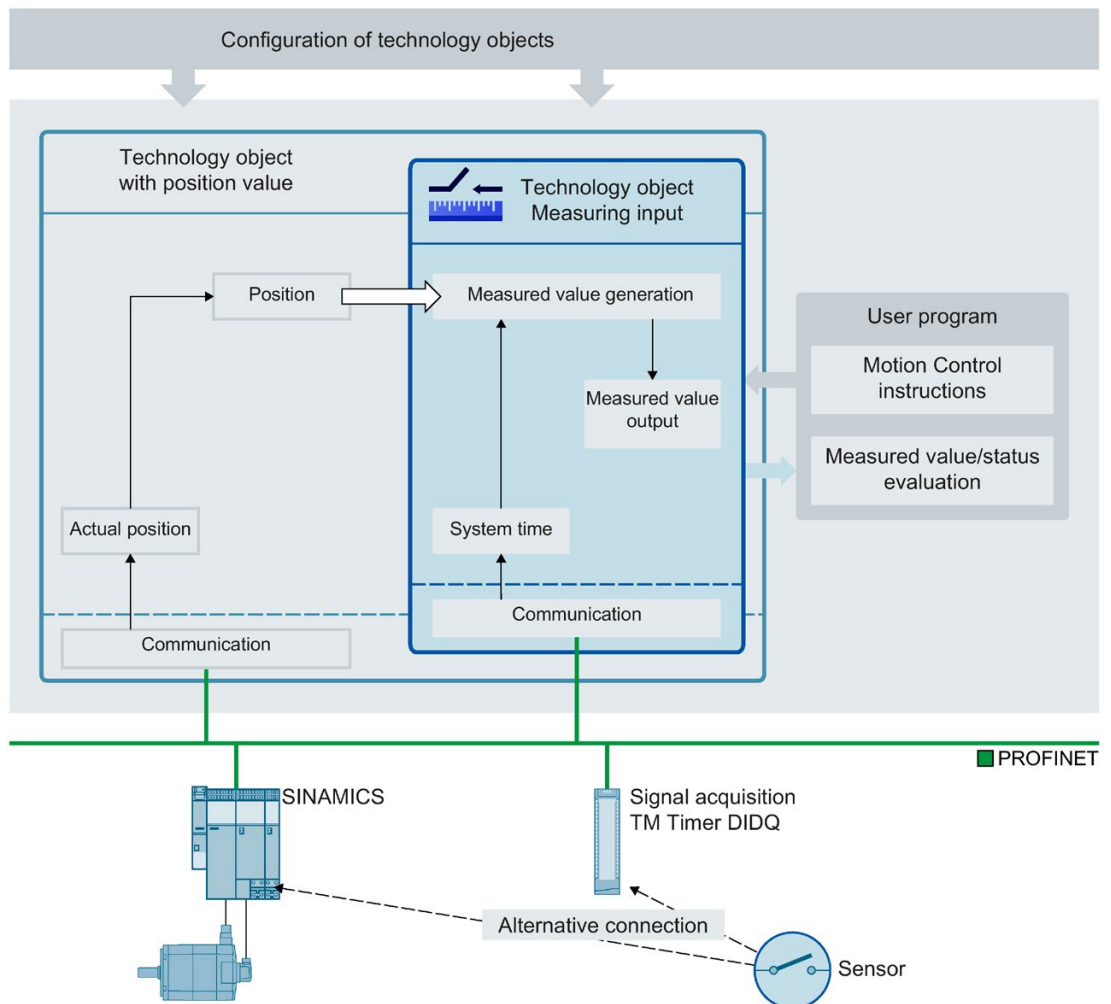 Configuration of technology objects
Technology object
with position value
Technology object
Measuring input
Position
Measured value generation
User program
Motion Control
instructions
Measured value
output
Measured value/status
evaluation
Actual position
System time
Communication
Communication
PROFINET
SINAMICS
Signal acquisition
TM Timer DIDQ
Alternative connection
Sensor